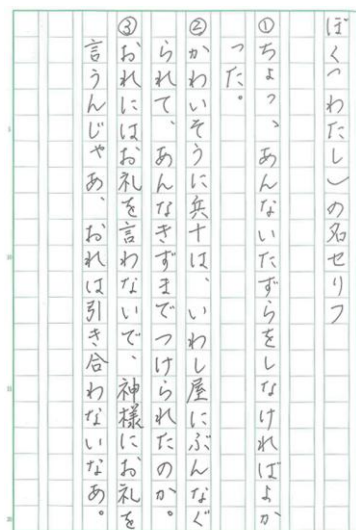 ぼく（わたし）の名セリフ
①ちょっ、あんないたずらをしなければよか
った。
②かわいそうに兵十は、いわし屋にぶんなぐ
られて、あんなきずまでつけられたのか。
③おれにはお礼を言わないで、神様にお礼を
言うんじゃあ、おれは引き合わないなあ。